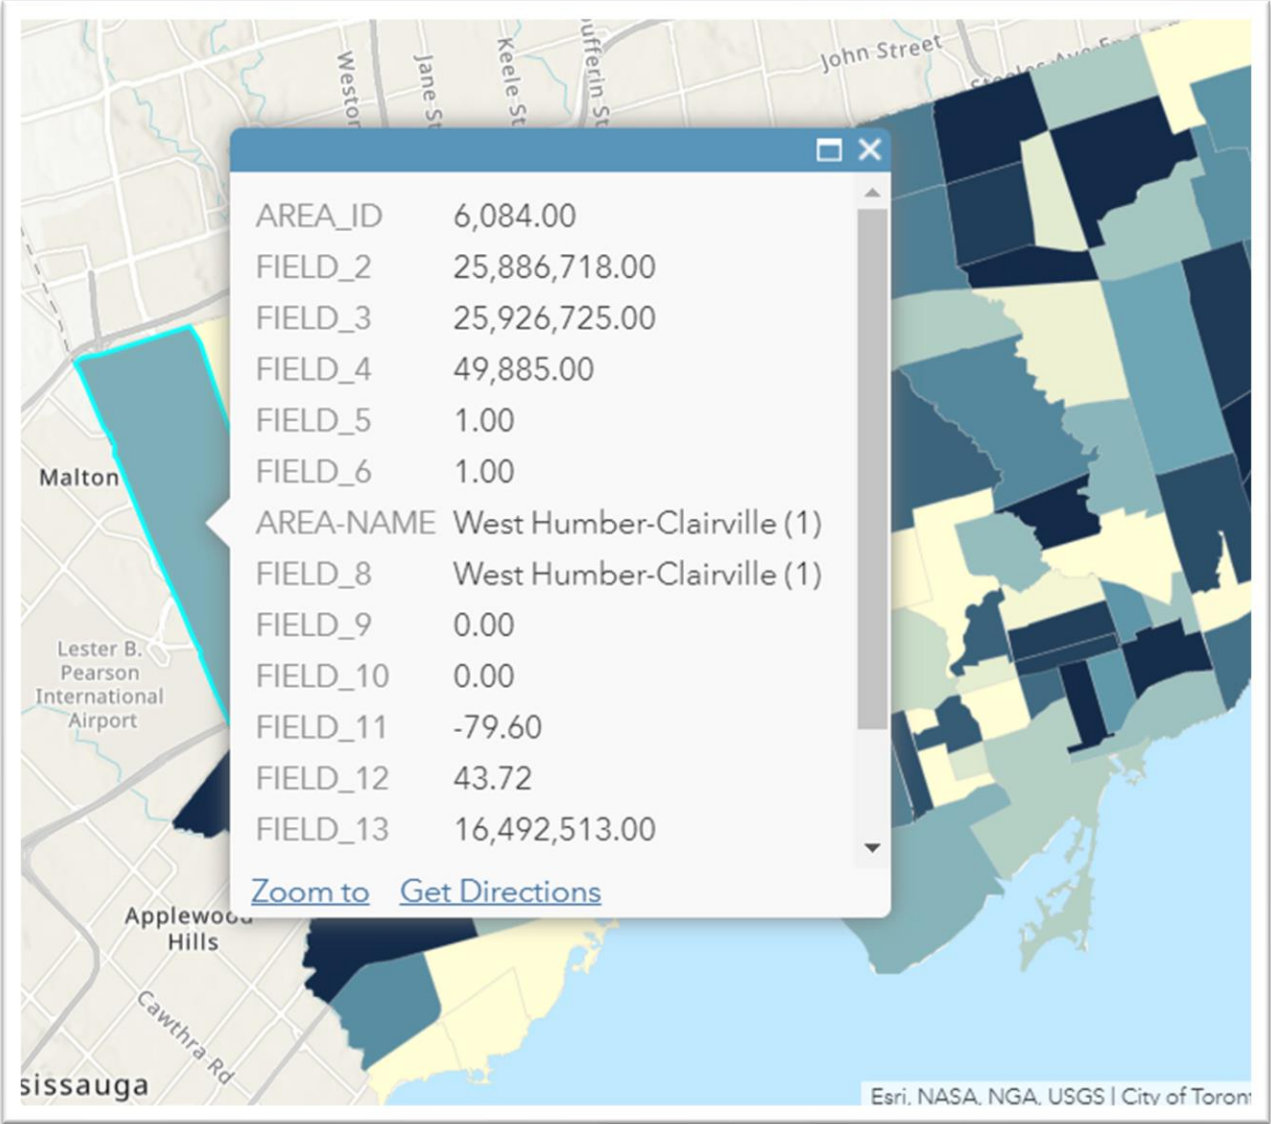 John Street
Weston
Jane St
Keele St
ufferin St
AREA_ID 6,084.00
FIELD_2 25,886,718.00
FIELD_3 25,926,725.00
FIELD_4 49,885.00
FIELD_5 1.00
FIELD_6 1.00
AREA-NAME West Humber-Clairville (1)
FIELD_8 West Humber-Clairville (1)
FIELD_9 0.00
FIELD_10 0.00
FIELD_11 -79.60
FIELD_12 43.72
FIELD_13 16,492,513.00
Zoom to Get Directions
Malton
Lester B.
Pearson
International
Airport
Applewood
Hills
Cawthra Rd
sissauga
Esri, NASA, NGA, USGS | City of Toron